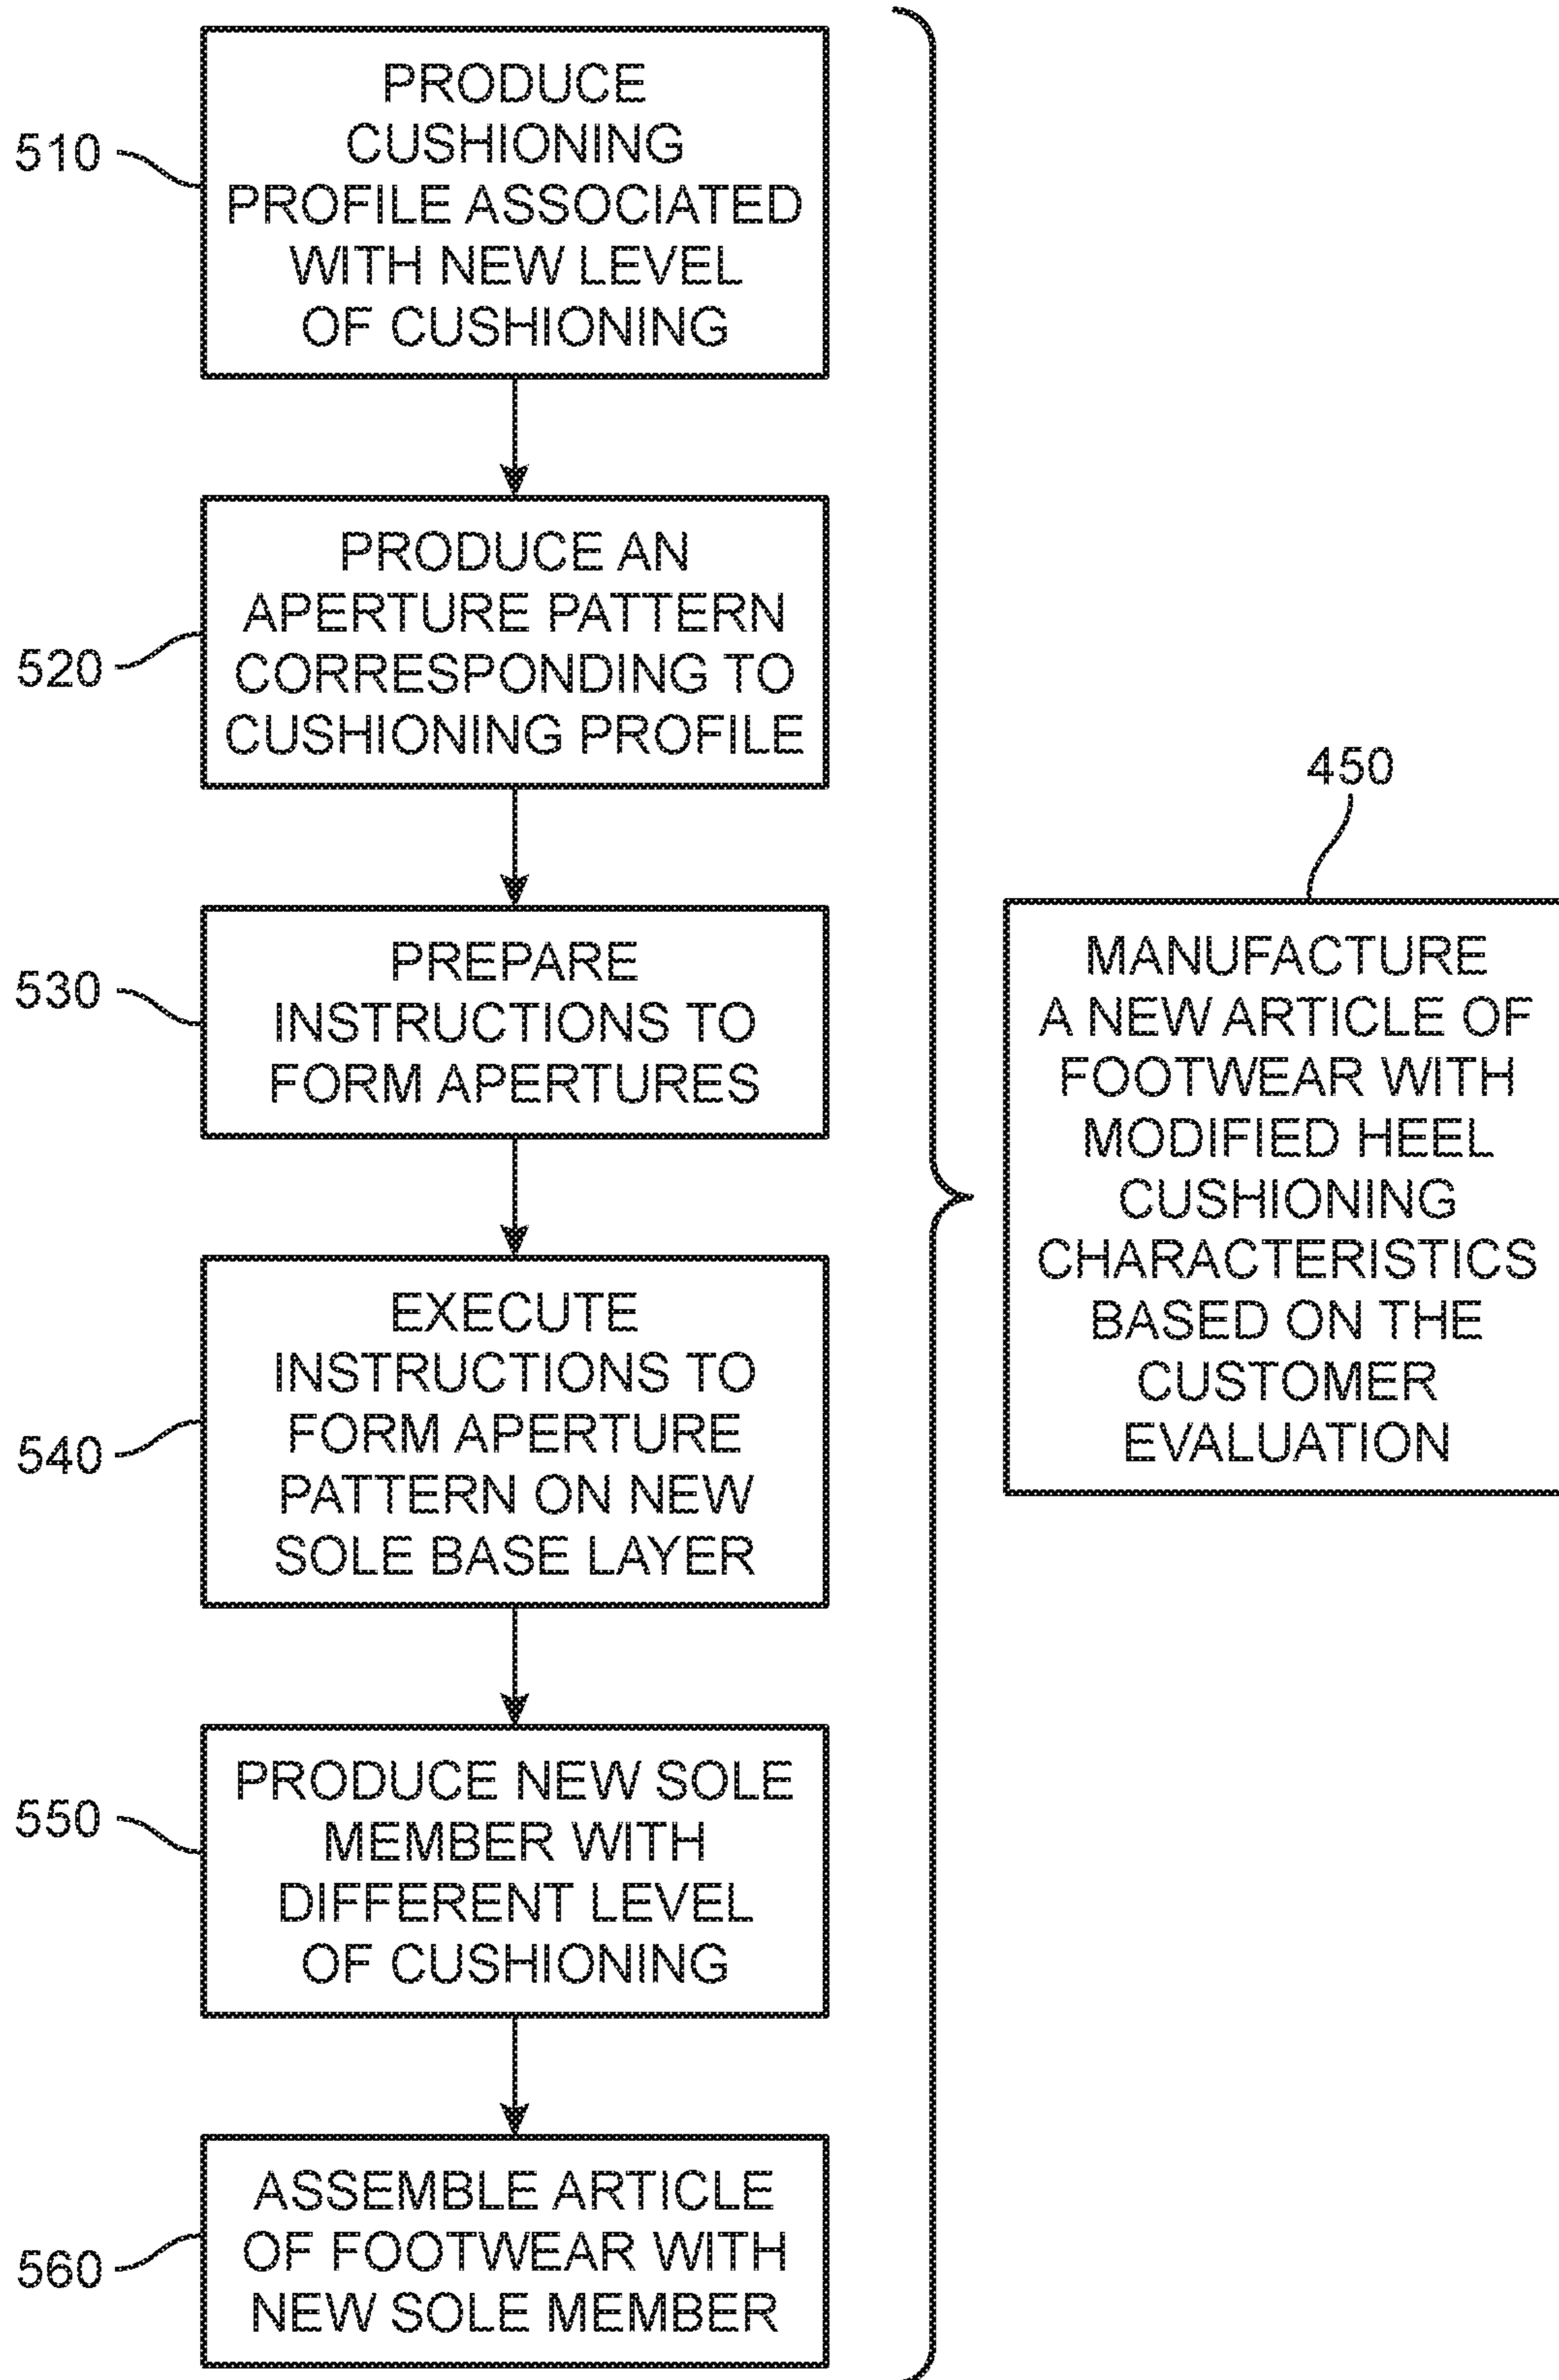 510
PRODUCE
CUSHIONING
PROFILE ASSOCIATED
WITH NEW LEVEL
OF CUSHIONING
520
PRODUCE AN
APERTURE PATTERN
CORRESPONDING TO
CUSHIONING PROFILE
530
PREPARE
INSTRUCTIONS TO
FORM APERTURES
540
EXECUTE
INSTRUCTIONS TO
FORM APERTURE
PATTERN ON NEW
SOLE BASE LAYER
550
PRODUCE NEW SOLE
MEMBER WITH
DIFFERENT LEVEL
OF CUSHIONING
560
ASSEMBLE ARTICLE
OF FOOTWEAR WITH
NEW SOLE MEMBER
450
MANUFACTURE
A NEW ARTICLE OF
FOOTWEAR WITH
MODIFIED HEEL
CUSHIONING
CHARACTERISTICS
BASED ON THE
CUSTOMER
EVALUATION